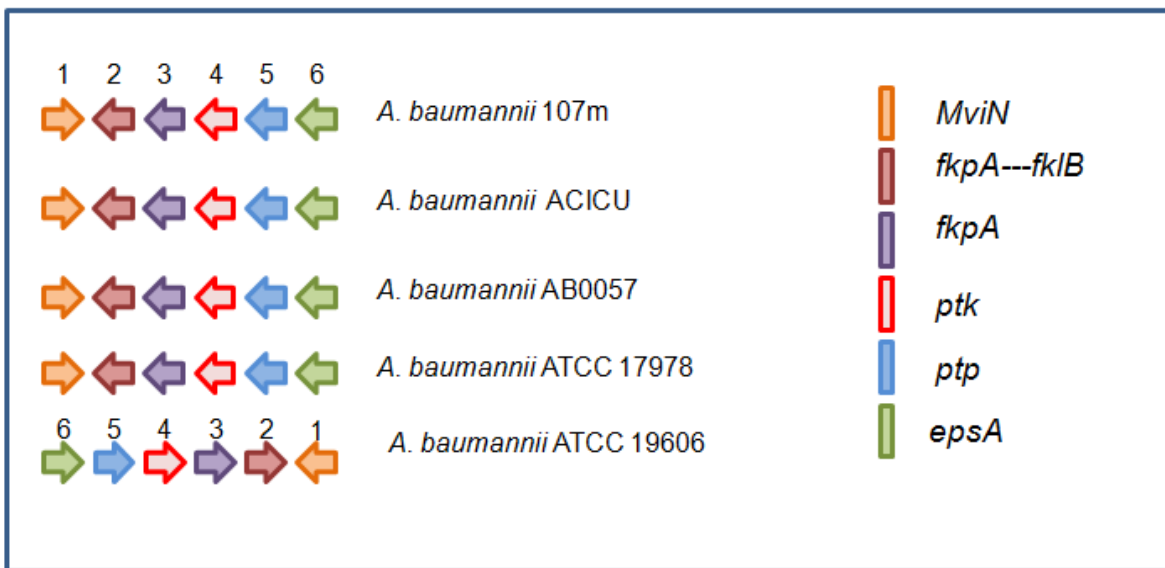 1 2 3 4 5 6
A. baumannii 107m
A. baumannii ACICU
A. baumannii AB0057
A. baumannii ATCC 17978
6 5 4 3 2 1
A. baumannii ATCC 19606
MviN
fkpA---fklB
fkpA
ptk
ptp
epsA